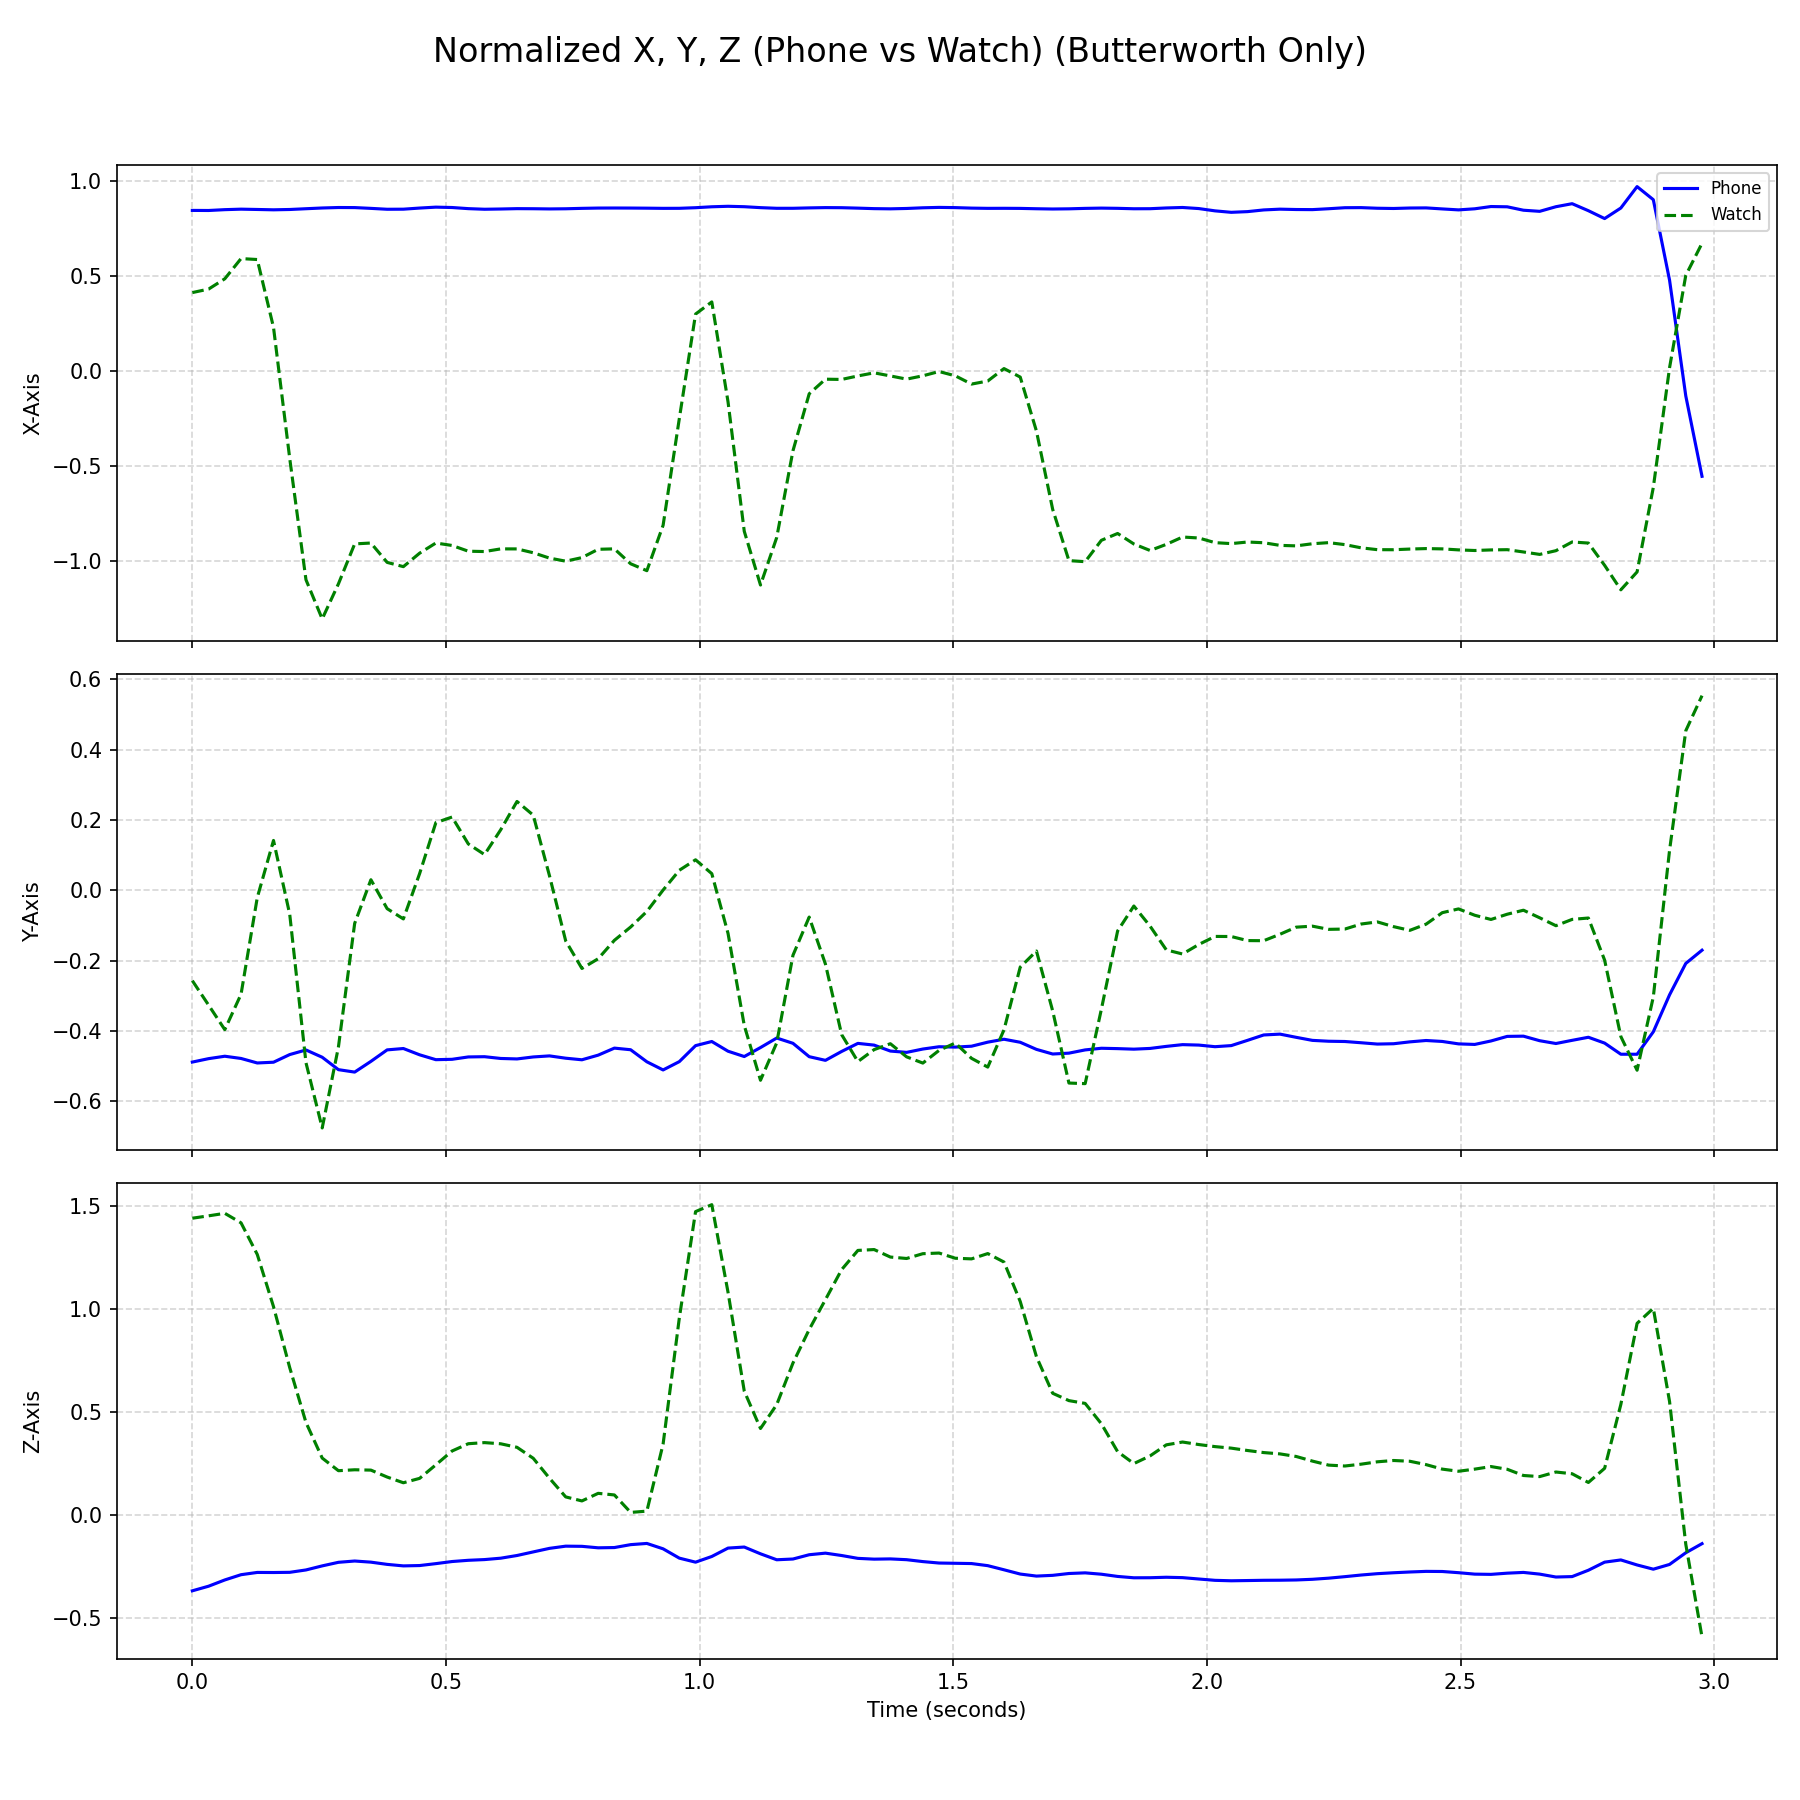 Normalized X, Y, Z (Phone vs Watch) (Butterworth Only)
Phone
Watch
1.0
0.5
0.0
−0.5
−1.0
X-Axis
0.6
0.4
0.2
0.0
−0.2
−0.4
−0.6
Y-Axis
1.5
1.0
0.5
0.0
−0.5
Z-Axis
0.0 0.5 1.0 1.5 2.0 2.5 3.0
Time (seconds)